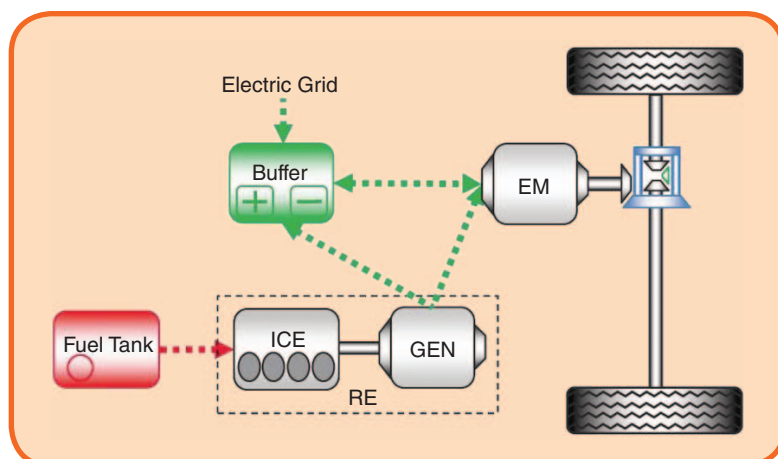 Electric Grid
Buffer
+ −
EM
Fuel Tank
ICE
GEN
RE